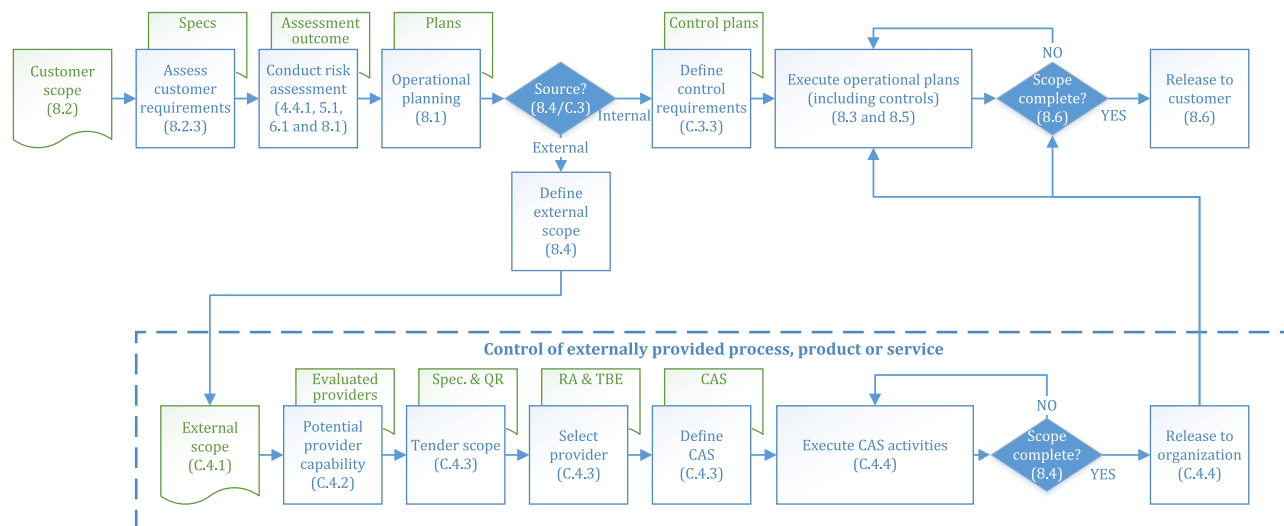 Specs
Assessment
outcome
Plans
Control plans
NO
Customer
scope
(8.2)
Assess
customer
requirements
(8.2.3)
Conduct risk
assessment
(4.4.1, 5.1,
6.1 and 8.1)
Operational
planning
(8.1)
Source?
(8.4/C.3)
Internal
External
Define
control
requirements
(C.3.3)
Execute operational plans
(including controls)
(8.3 and 8.5)
Scope
complete?
(8.6)
YES
Release to
customer
(8.6)
Define
external
scope
(8.4)
Control of externally provided process, product or service
Evaluated
providers
Spec. & QR
RA & TBE
CAS
NO
External
scope
(C.4.1)
Potential
provider
capability
(C.4.2)
Tender scope
(C.4.3)
Select
provider
(C.4.3)
Define
CAS
(C.4.3)
Execute CAS activities
(C.4.4)
Scope
complete?
(8.4)
YES
Release to
organization
(C.4.4)